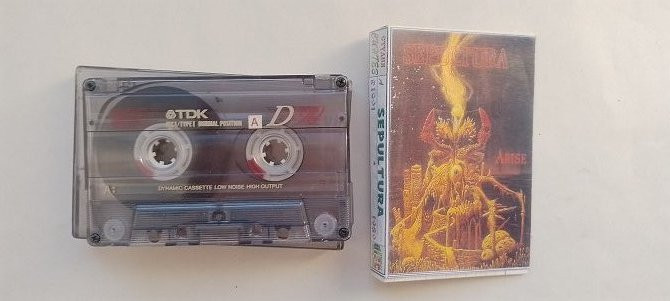 TDK
IEC I/TYPE I NORMAL POSITION
A
D
DYNAMIC CASSETTE LOW NOISE HIGH OUTPUT
SEPULTURA
ARISE
SEPULTURA